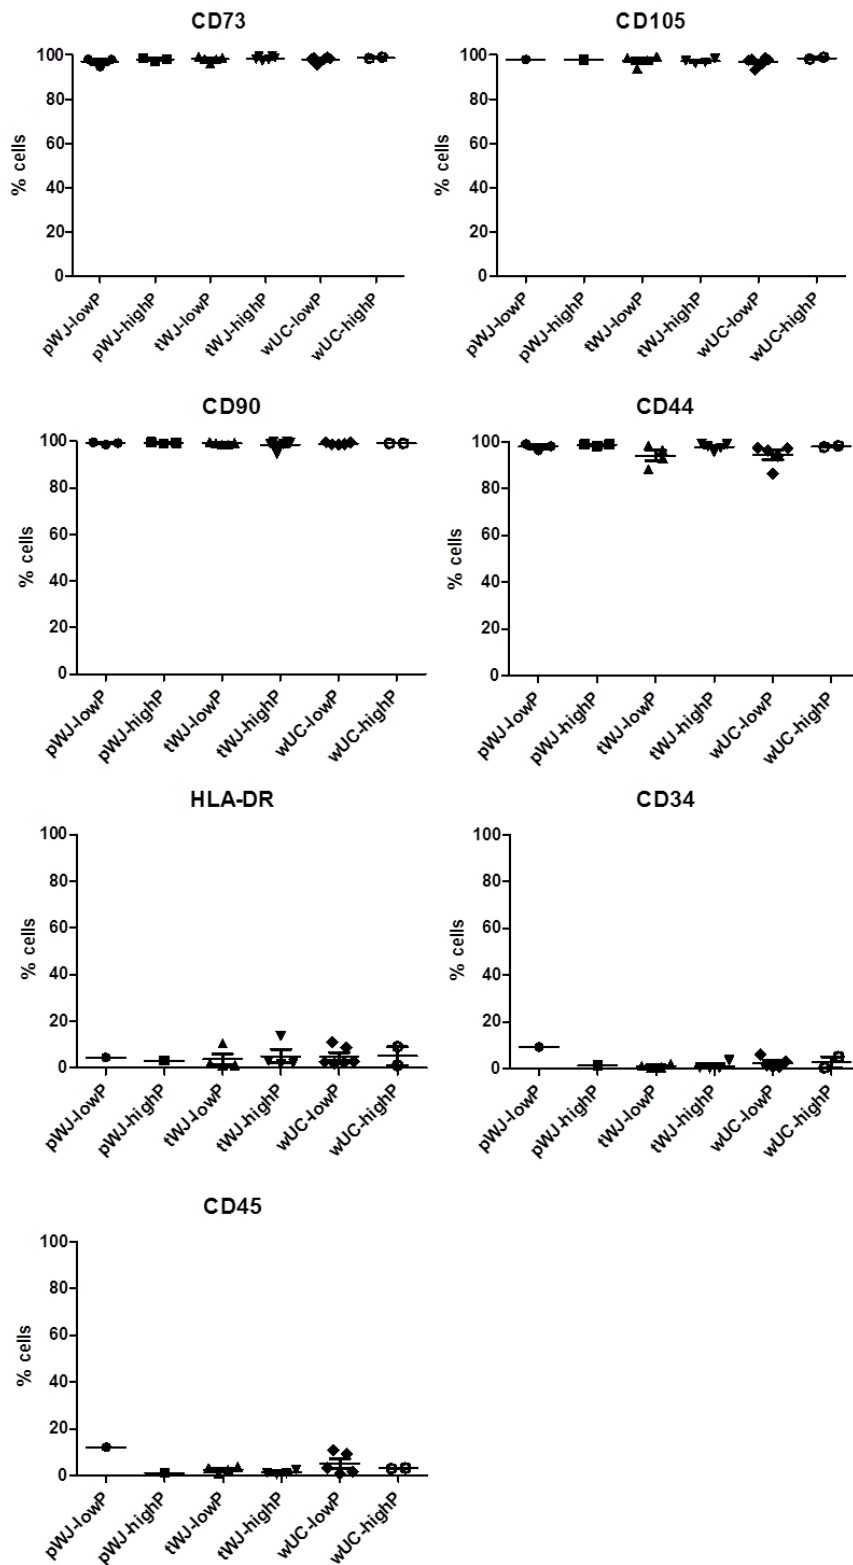 CD73
% cells
100
80
60
40
20
0
pWJ-lowP
pWJ-highP
tWJ-lowP
tWJ-highP
wUC-lowP
wUC-highP
CD105
% cells
100
80
60
40
20
0
pWJ-lowP
pWJ-highP
tWJ-lowP
tWJ-highP
wUC-lowP
wUC-highP
CD90
% cells
100
80
60
40
20
0
pWJ-lowP
pWJ-highP
tWJ-lowP
tWJ-highP
wUC-lowP
wUC-highP
CD44
% cells
100
80
60
40
20
0
pWJ-lowP
pWJ-highP
tWJ-lowP
tWJ-highP
wUC-lowP
wUC-highP
HLA-DR
% cells
100
80
60
40
20
0
pWJ-lowP
pWJ-highP
tWJ-lowP
tWJ-highP
wUC-lowP
wUC-highP
CD34
% cells
100
80
60
40
20
0
pWJ-lowP
pWJ-highP
tWJ-lowP
tWJ-highP
wUC-lowP
wUC-highP
CD45
% cells
100
80
60
40
20
0
pWJ-lowP
pWJ-highP
tWJ-lowP
tWJ-highP
wUC-lowP
wUC-highP